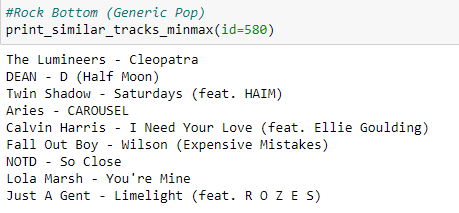 #Rock Bottom (Generic Pop)
print_similar_tracks_minmax(id=580)
The Lumineers - Cleopatra
DEAN - D (Half Moon)
Twin Shadow - Saturdays (feat. HAIM)
Aries - CAROUSEL
Calvin Harris - I Need Your Love (feat. Ellie Goulding)
Fall Out Boy - Wilson (Expensive Mistakes)
NOTD - So Close
Lola Marsh - You're Mine
Just A Gent - Limelight (feat. R O Z E S)